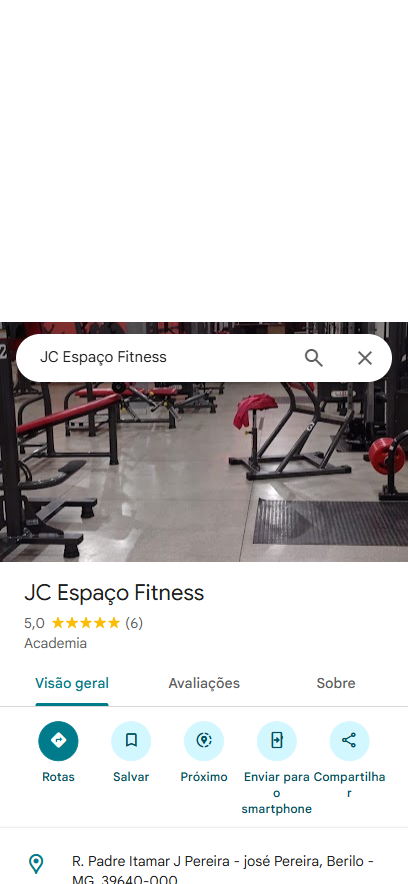 JC Espaço Fitness
JC Espaço Fitness
5,0 (6)
Academia
Visão geral Avaliações Sobre
Rotas Salvar Próximo Enviar para o smartphone Compartilhar
R. Padre Itamar J Pereira - josé Pereira, Berilo -
MG, 39640-000